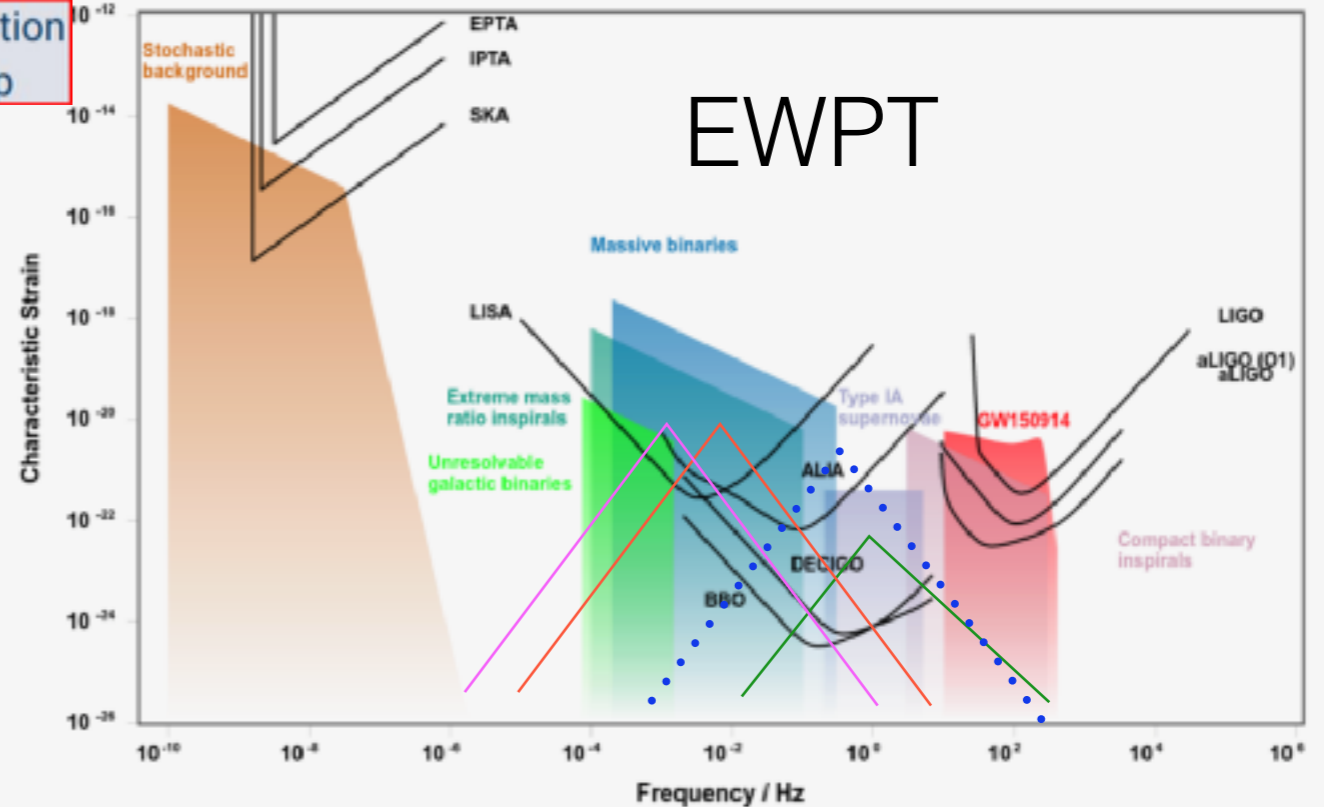 tion
EPTA
IPTA
SKA
Stochastic
background
EWPT
Massive binaries
LISA
LIGO
aLIGO (O1)
aLIGO
Extreme mass
ratio inspirals
Type IA
supernovae
GW150914
Unresolvable
galactic binaries
ALIA
Compact binary
inspirals
DECIGO
BBO
Characteristic Strain
10⁻¹²
10⁻¹⁴
10⁻¹⁶
10⁻¹⁸
10⁻²⁰
10⁻²²
10⁻²⁴
10⁻²⁶
10⁻¹⁰ 10⁻⁸ 10⁻⁶ 10⁻⁴ 10⁻² 10⁰ 10² 10⁴ 10⁶
Frequency / Hz